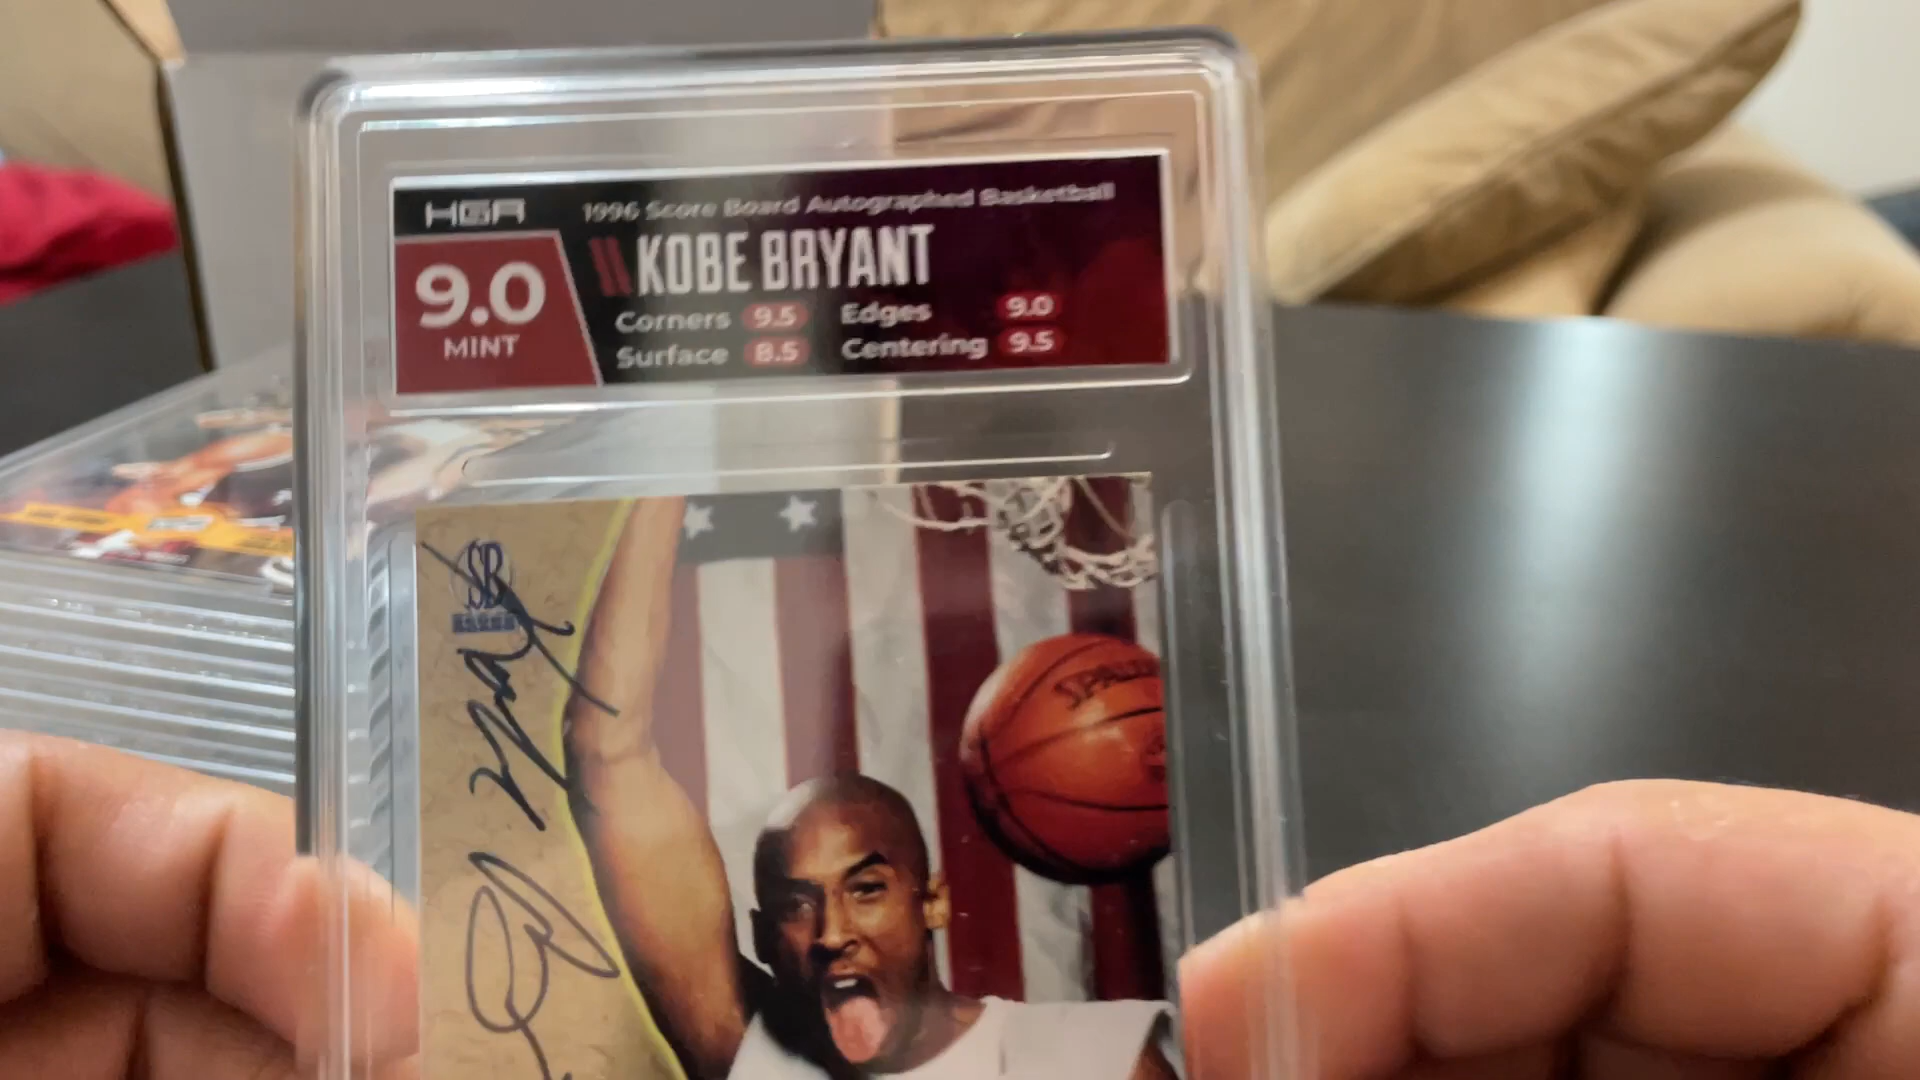 HGA
1996 Score Board Autographed Basketball
KOBE BRYANT
9.0
MINT
Corners 9.5 Edges 9.0
Surface 8.5 Centering 9.5
SB
SPALDING